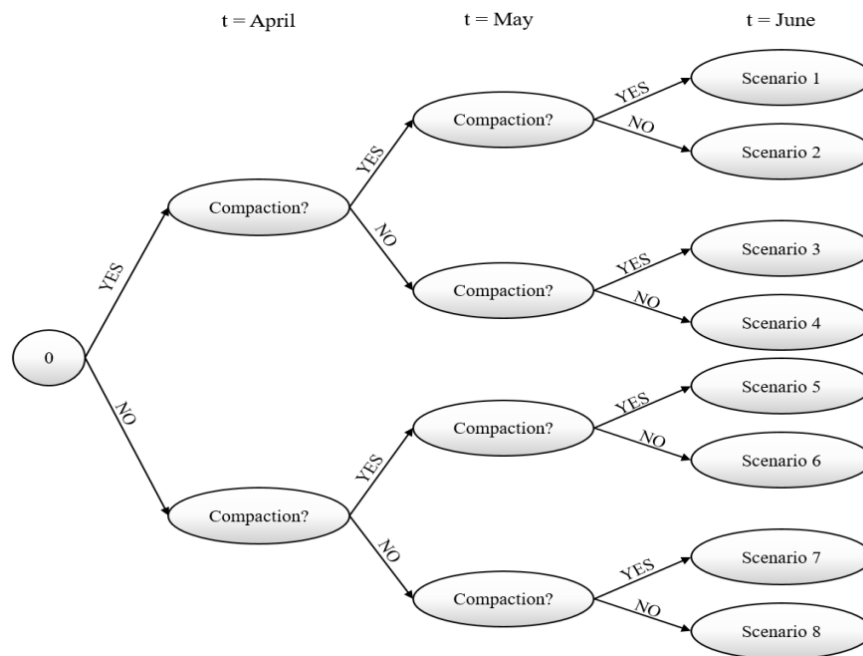 t = April
t = May
t = June
YES
Scenario 1
Compaction?
NO
Scenario 2
YES
Compaction?
NO
YES
Scenario 3
Compaction?
NO
Scenario 4
YES
0
NO
YES
Scenario 5
Compaction?
NO
Scenario 6
YES
Compaction?
NO
YES
Scenario 7
Compaction?
NO
Scenario 8